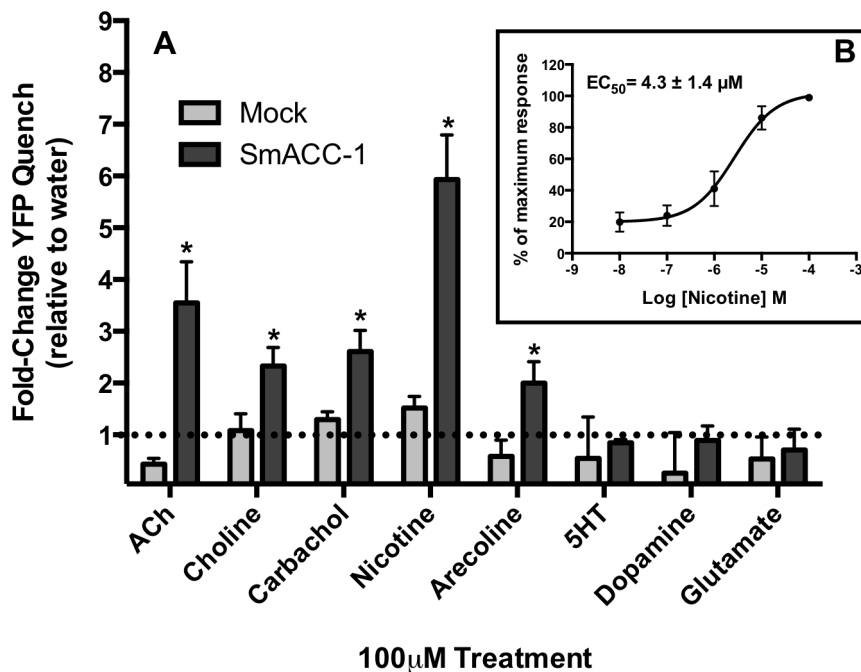 A
Mock
SmACC-1
Fold-Change YFP Quench
(relative to water)
9
8
7
6
5
4
3
2
1
*
*
*
*
*
ACh
Choline
Carbachol
Nicotine
Arecoline
5HT
Dopamine
Glutamate
100µM Treatment
B
EC50= 4.3 ± 1.4 µM
% of maximum response
120
100
80
60
40
20
0
-9 -8 -7 -6 -5 -4 -3
Log [Nicotine] M